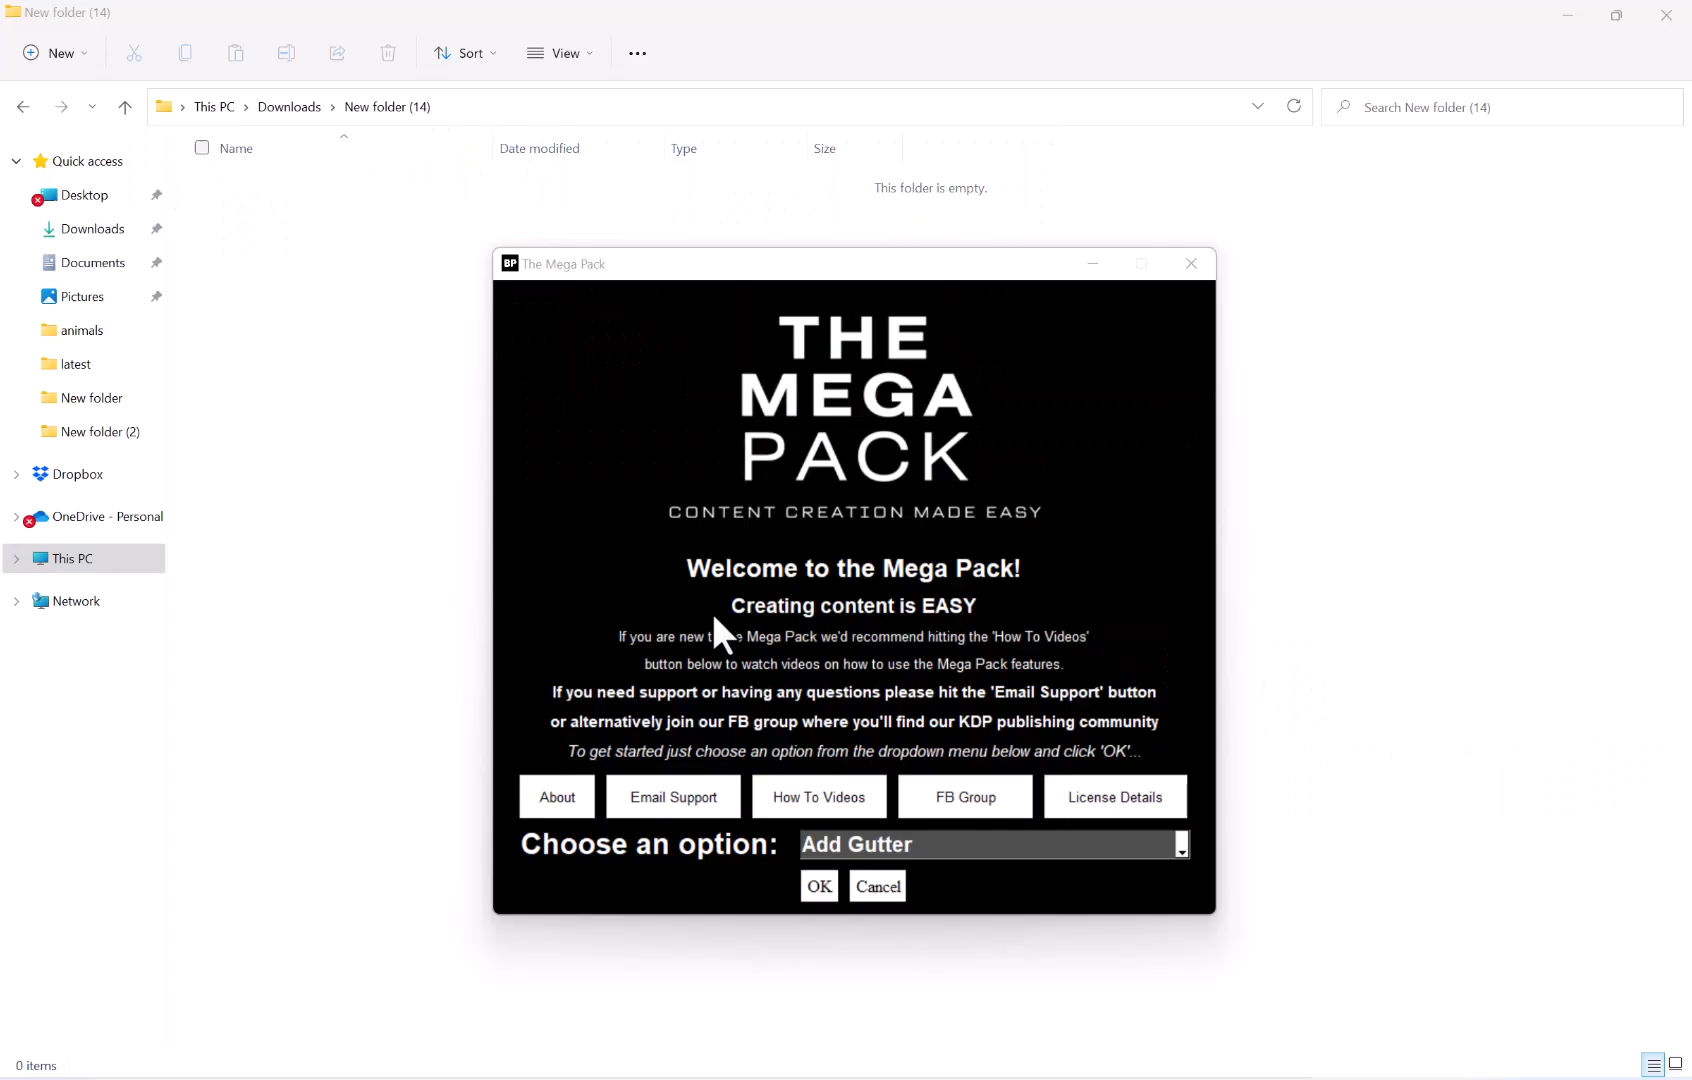 New folder (14)
New
Sort
View
This PC
Downloads
New folder (14)
Search New folder (14)
Name
Date modified
Type
Size
This folder is empty.
Quick access
Desktop
Downloads
Documents
Pictures
animals
latest
New folder
New folder (2)
Dropbox
OneDrive - Personal
This PC
Network
BP The Mega Pack
THE
MEGA
PACK
CONTENT CREATION MADE EASY
Welcome to the Mega Pack!
Creating content is EASY
If you are new Mega Pack we'd recommend hitting the 'How To Videos'
button below to watch videos on how to use the Mega Pack features.
If you need support or having any questions please hit the 'Email Support' button
or alternatively join our FB group where you'll find our KDP publishing community
To get started just choose an option from the dropdown menu below and click 'OK'...
About
Email Support
How To Videos
FB Group
License Details
Choose an option:
Add Gutter
OK
Cancel
0 items